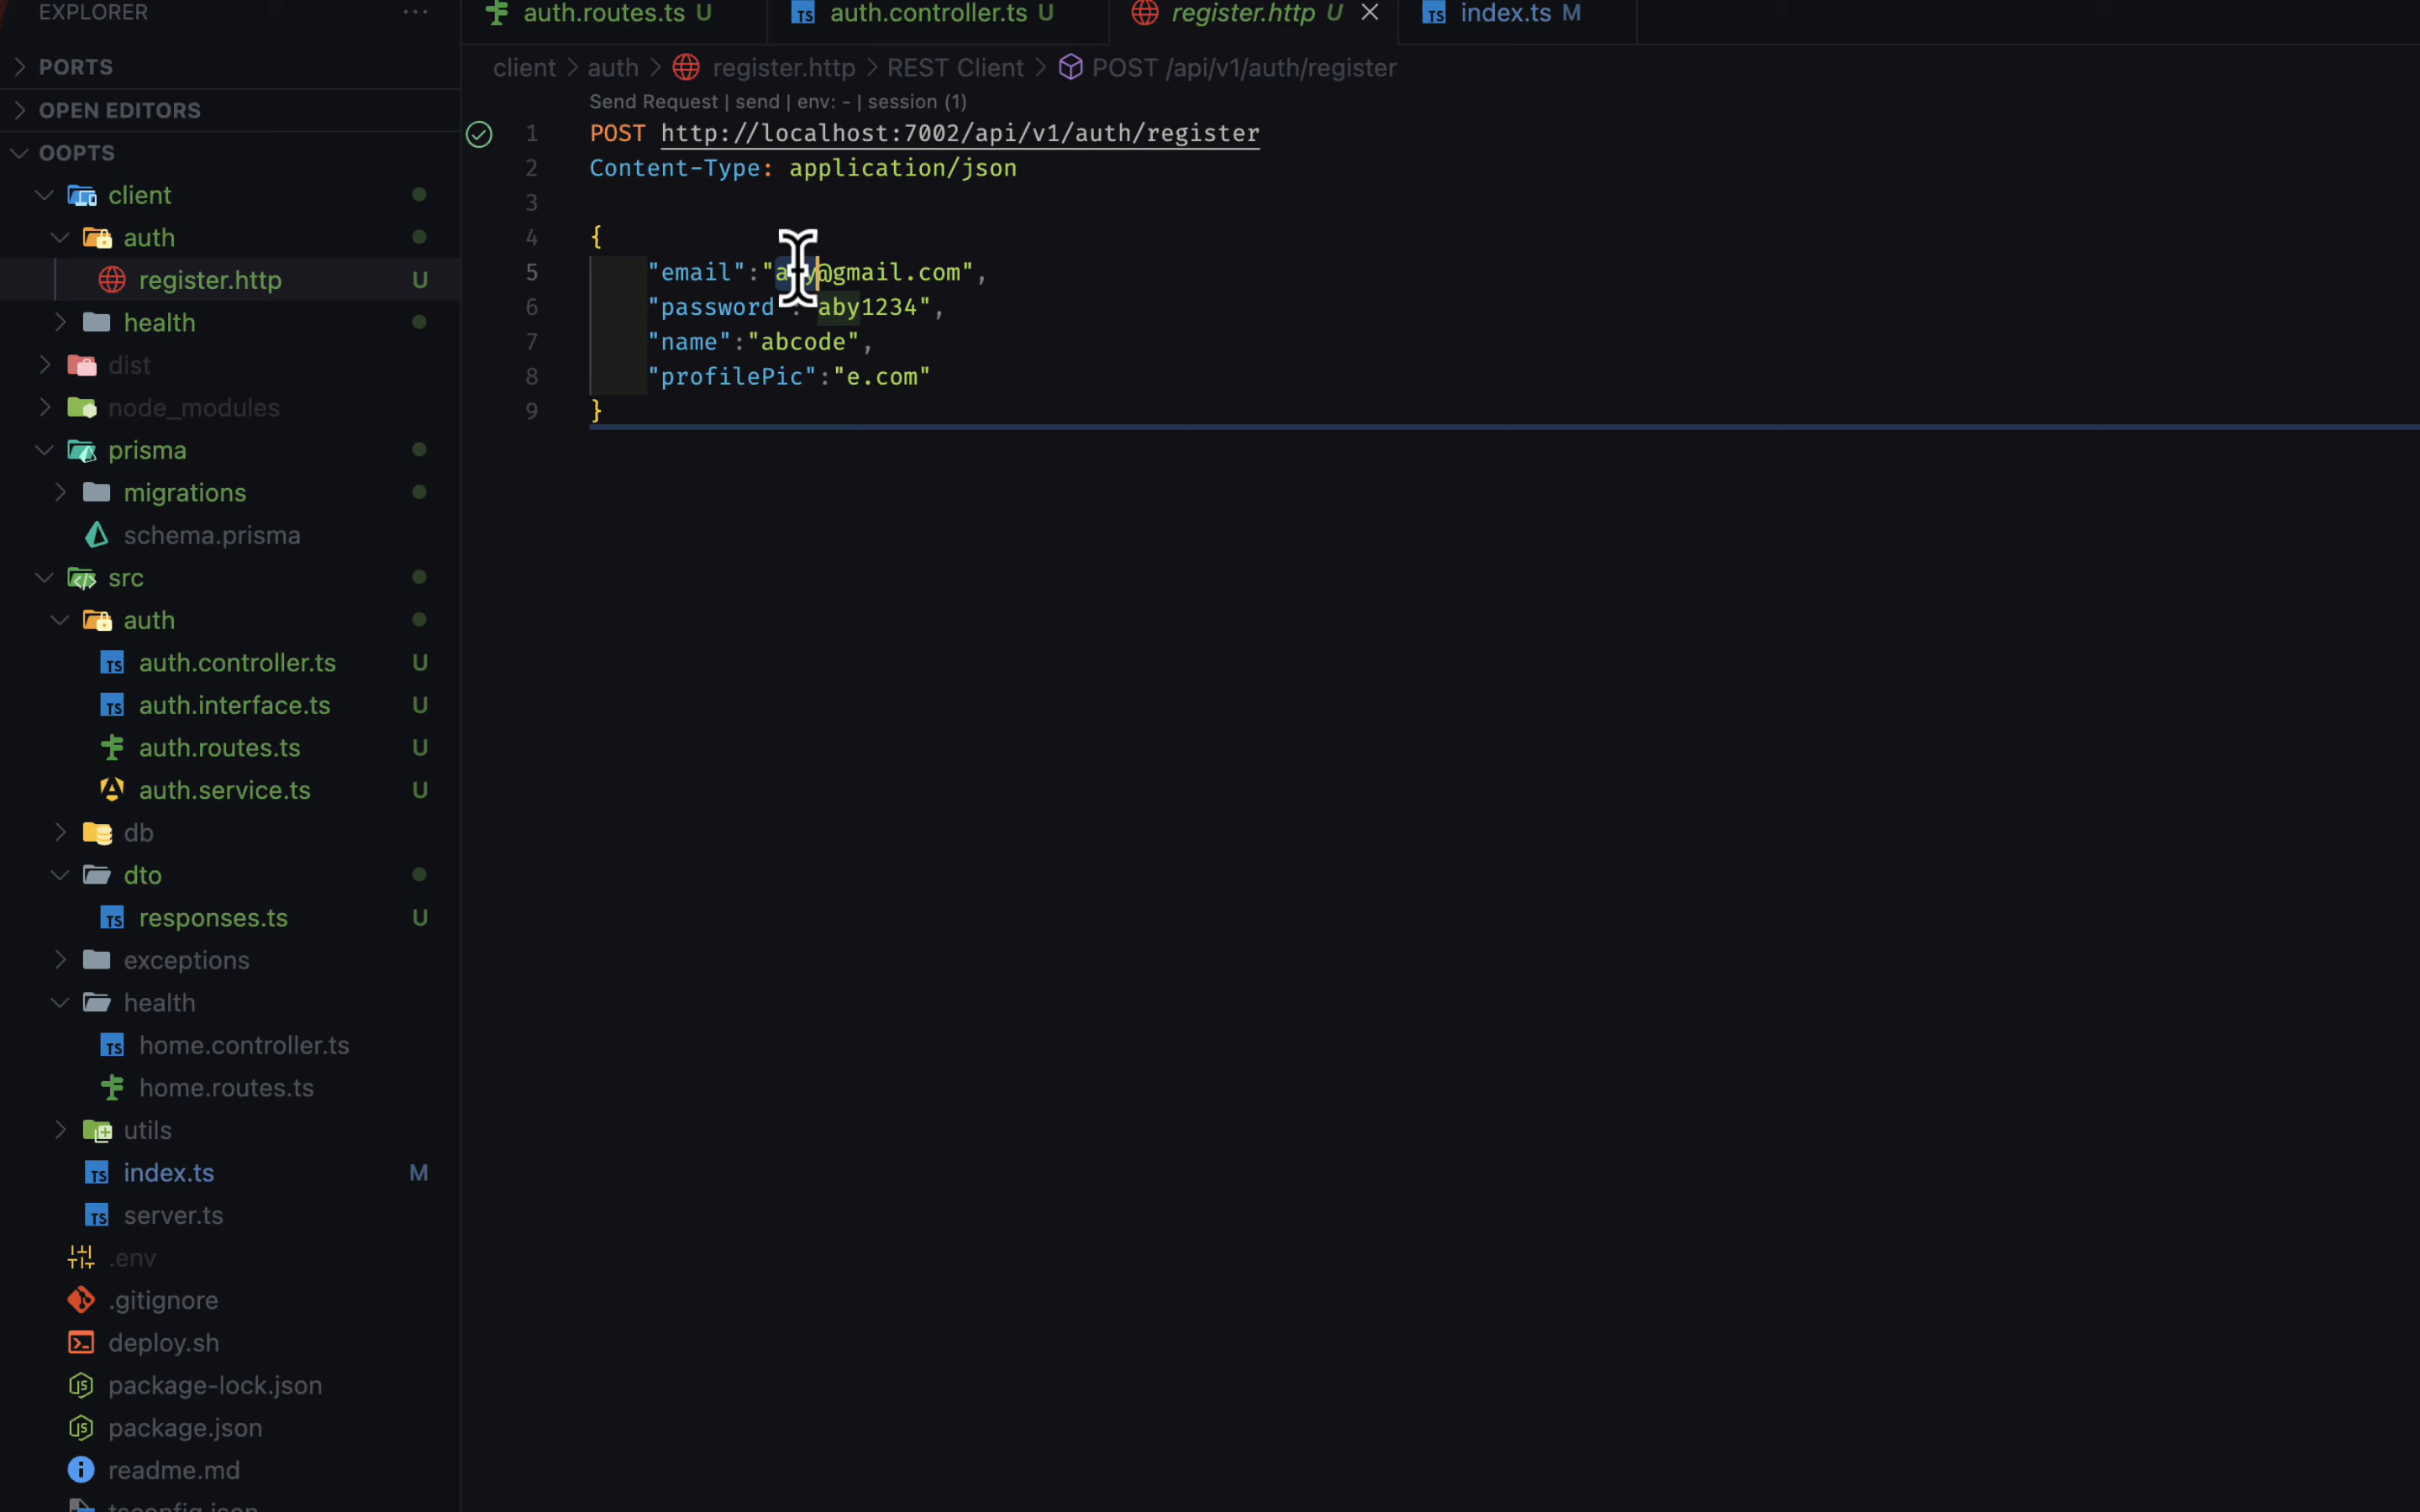 EXPLORER
PORTS
OPEN EDITORS
OOPTS
client
auth
register.http U
health
dist
node_modules
prisma
migrations
schema.prisma
src
auth
auth.controller.ts U
auth.interface.ts U
auth.routes.ts U
auth.service.ts U
db
dto
responses.ts U
exceptions
health
home.controller.ts
home.routes.ts
utils
index.ts M
server.ts
.env
.gitignore
deploy.sh
package-lock.json
package.json
readme.md
tsconfig.json
auth.routes.ts U
auth.controller.ts U
register.http U
index.ts M
client > auth > register.http > REST Client > POST /api/v1/auth/register
Send Request | send | env: - | session (1)
1 POST http://localhost:7002/api/v1/auth/register
2 Content-Type: application/json
3
4 {
5 "email":"aby@gmail.com",
6 "password":"aby1234",
7 "name":"abcode",
8 "profilePic":"e.com"
9 }